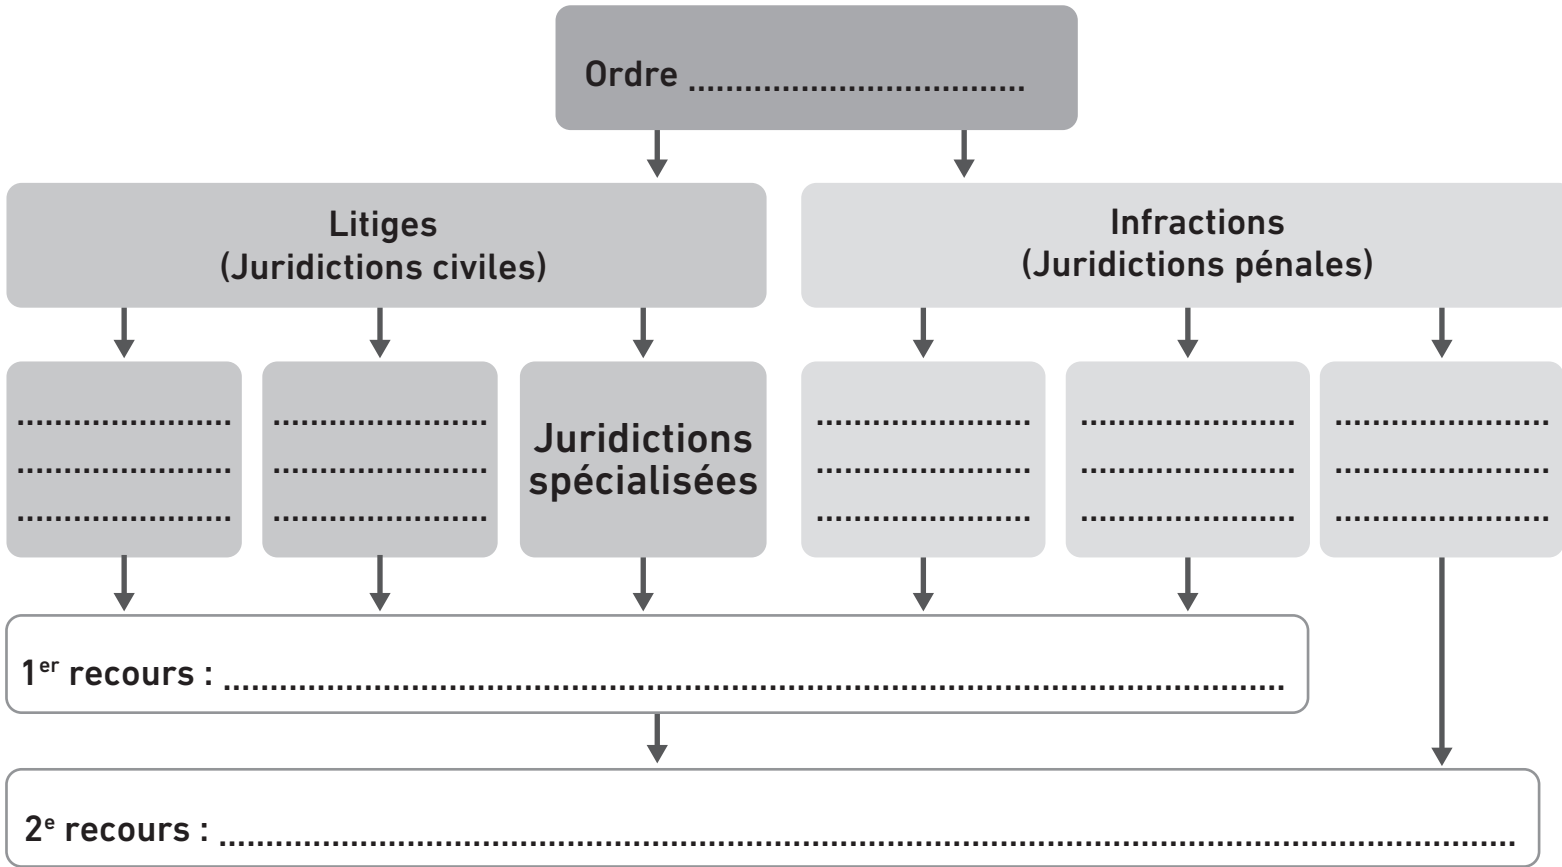 Ordre ....................................
Litiges
(Juridictions civiles)
Infractions
(Juridictions pénales)
.......................
.......................
.......................
.......................
.......................
.......................
Juridictions
spécialisées
.......................
.......................
.......................
.......................
.......................
.......................
.......................
.......................
.......................
1er recours : ..................................................................................................................
2e recours : ...........................................................................................................................................